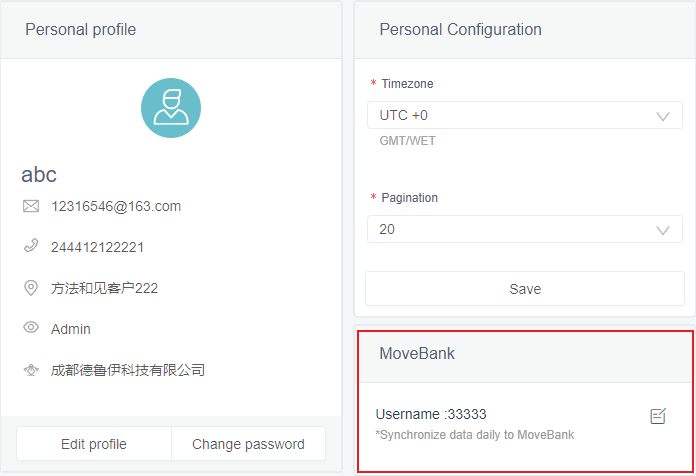 Personal profile
abc
12316546@163.com
244412122221
方法和见客户222
Admin
成都德鲁伊科技有限公司
Edit profile
Change password
Personal Configuration
* Timezone
UTC +0
GMT/WET
* Pagination
20
Save
MoveBank
Username :33333
*Synchronize data daily to MoveBank